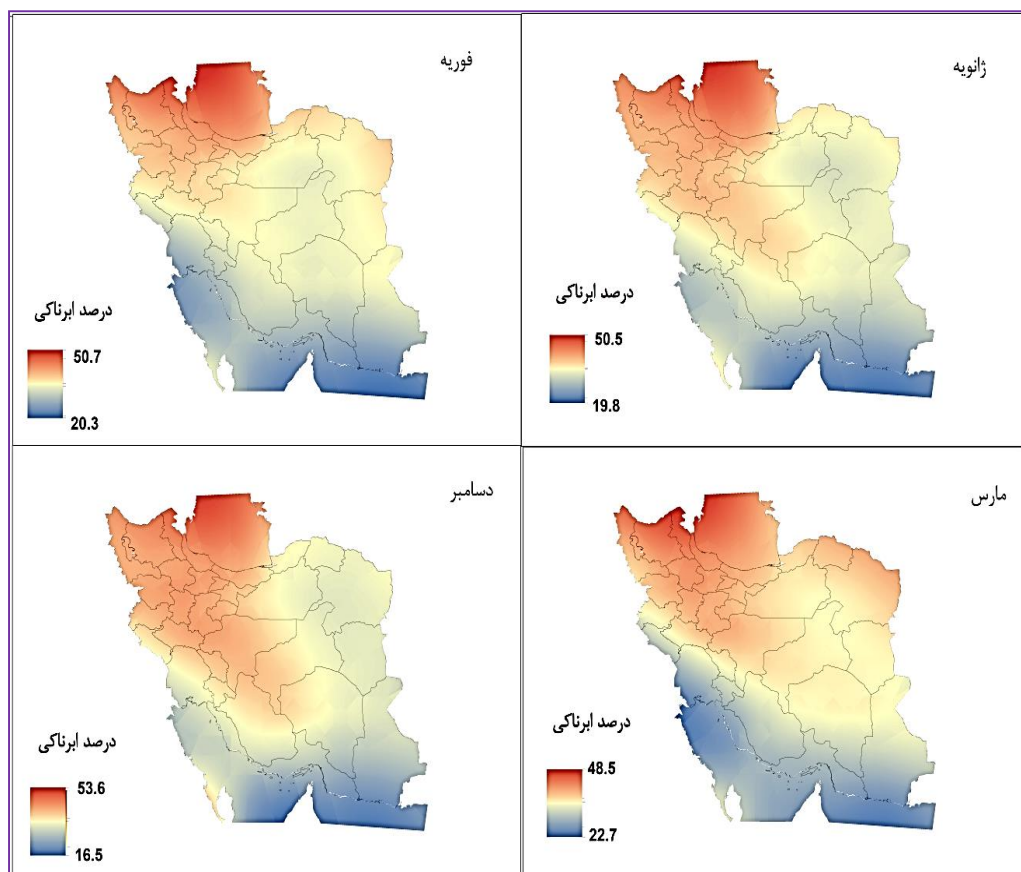 ژانویه
درصد ابرناکی
50.5
19.8
فوریه
درصد ابرناکی
50.7
20.3
مارس
درصد ابرناکی
48.5
22.7
دسامبر
درصد ابرناکی
53.6
16.5